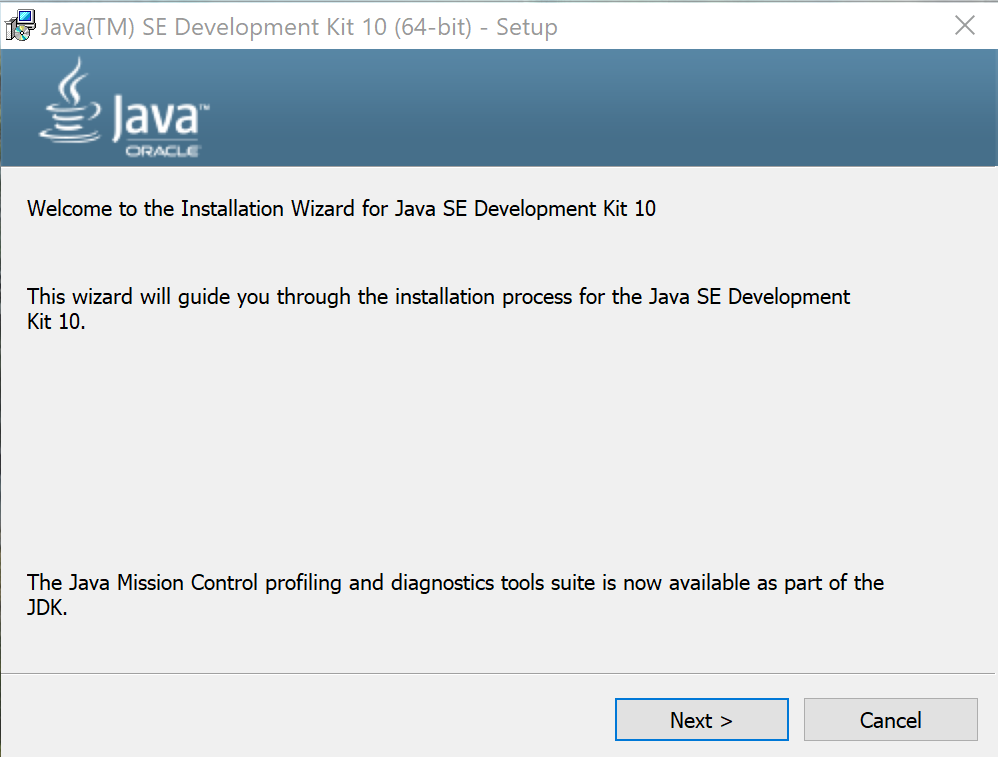 Java(TM) SE Development Kit 10 (64-bit) - Setup
Java™
ORACLE
Welcome to the Installation Wizard for Java SE Development Kit 10
This wizard will guide you through the installation process for the Java SE Development
Kit 10.
The Java Mission Control profiling and diagnostics tools suite is now available as part of the
JDK.
Next >
Cancel